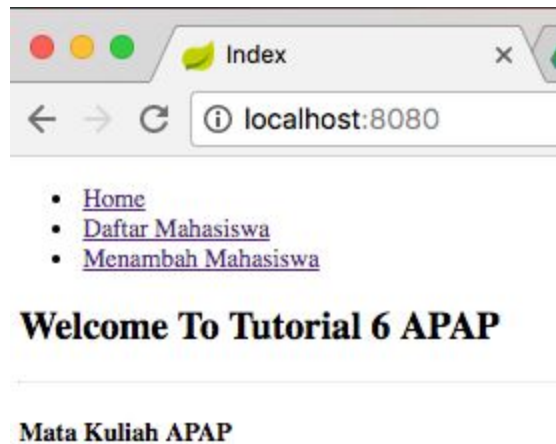 Index
localhost:8080
Home
Daftar Mahasiswa
Menambah Mahasiswa
Welcome To Tutorial 6 APAP
Mata Kuliah APAP